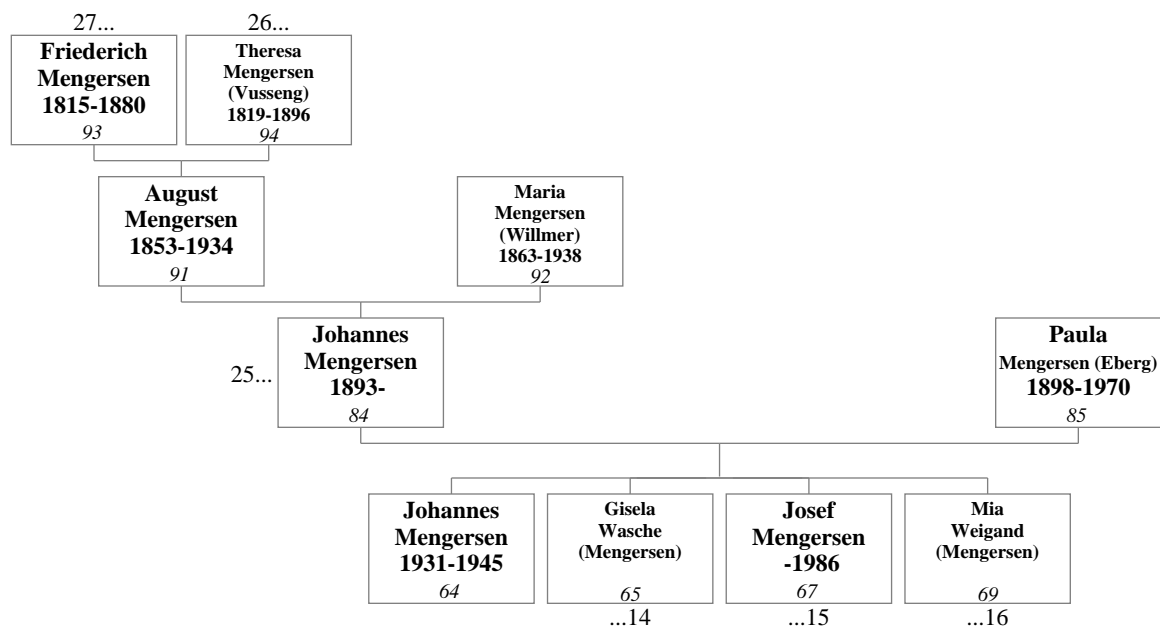 27...
26...
Friederich
Mengersen
1815-1880
93
Theresa
Mengersen
(Vusseng)
1819-1896
94
August
Mengersen
1853-1934
91
Maria
Mengersen
(Willmer)
1863-1938
92
25...
Johannes
Mengersen
1893-
84
Paula
Mengersen (Eberg)
1898-1970
85
Johannes
Mengersen
1931-1945
64
Gisela
Wasche
(Mengersen)
65
...14
Josef
Mengersen
-1986
67
...15
Mia
Weigand
(Mengersen)
69
...16